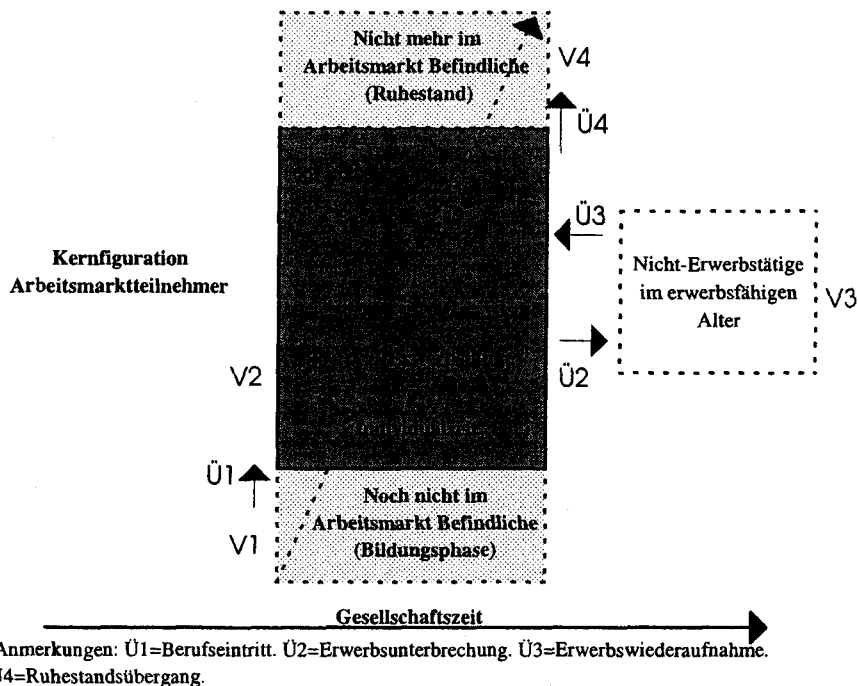 Nicht mehr im
Arbeitsmarkt Befindliche
(Ruhestand)
V4
Ü4
Ü3
Kernfiguration
Arbeitsmarktteilnehmer
Nicht-Erwerbstätige
im erwerbsfähigen
Alter
V3
V2
Ü2
Ü1
Noch nicht im
Arbeitsmarkt Befindliche
(Bildungsphase)
V1
Gesellschaftszeit
Anmerkungen: Ü1=Berufseintritt. Ü2=Erwerbsunterbrechung. Ü3=Erwerbswiederaufnahme.
Ü4=Ruhestandsübergang.